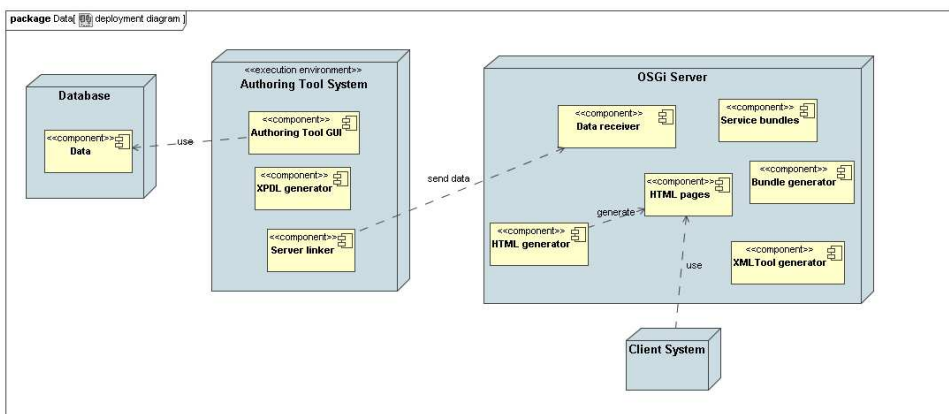 package Data[ deployment diagram ]
Database
<<component>>
Data
use
<<execution environment>>
Authoring Tool System
<<component>>
Authoring Tool GUI
<<component>>
XPDL generator
<<component>>
Server linker
send data
OSGi Server
<<component>>
Data receiver
<<component>>
Service bundles
<<component>>
HTML pages
<<component>>
Bundle generator
generate
<<component>>
HTML generator
<<component>>
XMLTool generator
use
Client System